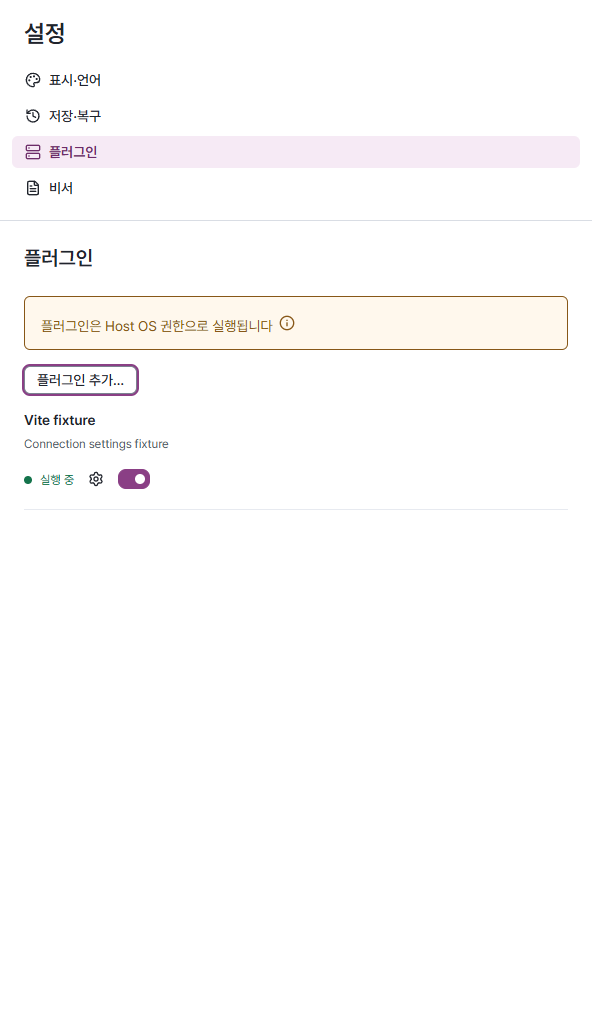 설정
표시·언어
저장·복구
플러그인
비서
플러그인
플러그인은 Host OS 권한으로 실행됩니다
플러그인 추가...
Vite fixture
Connection settings fixture
실행 중